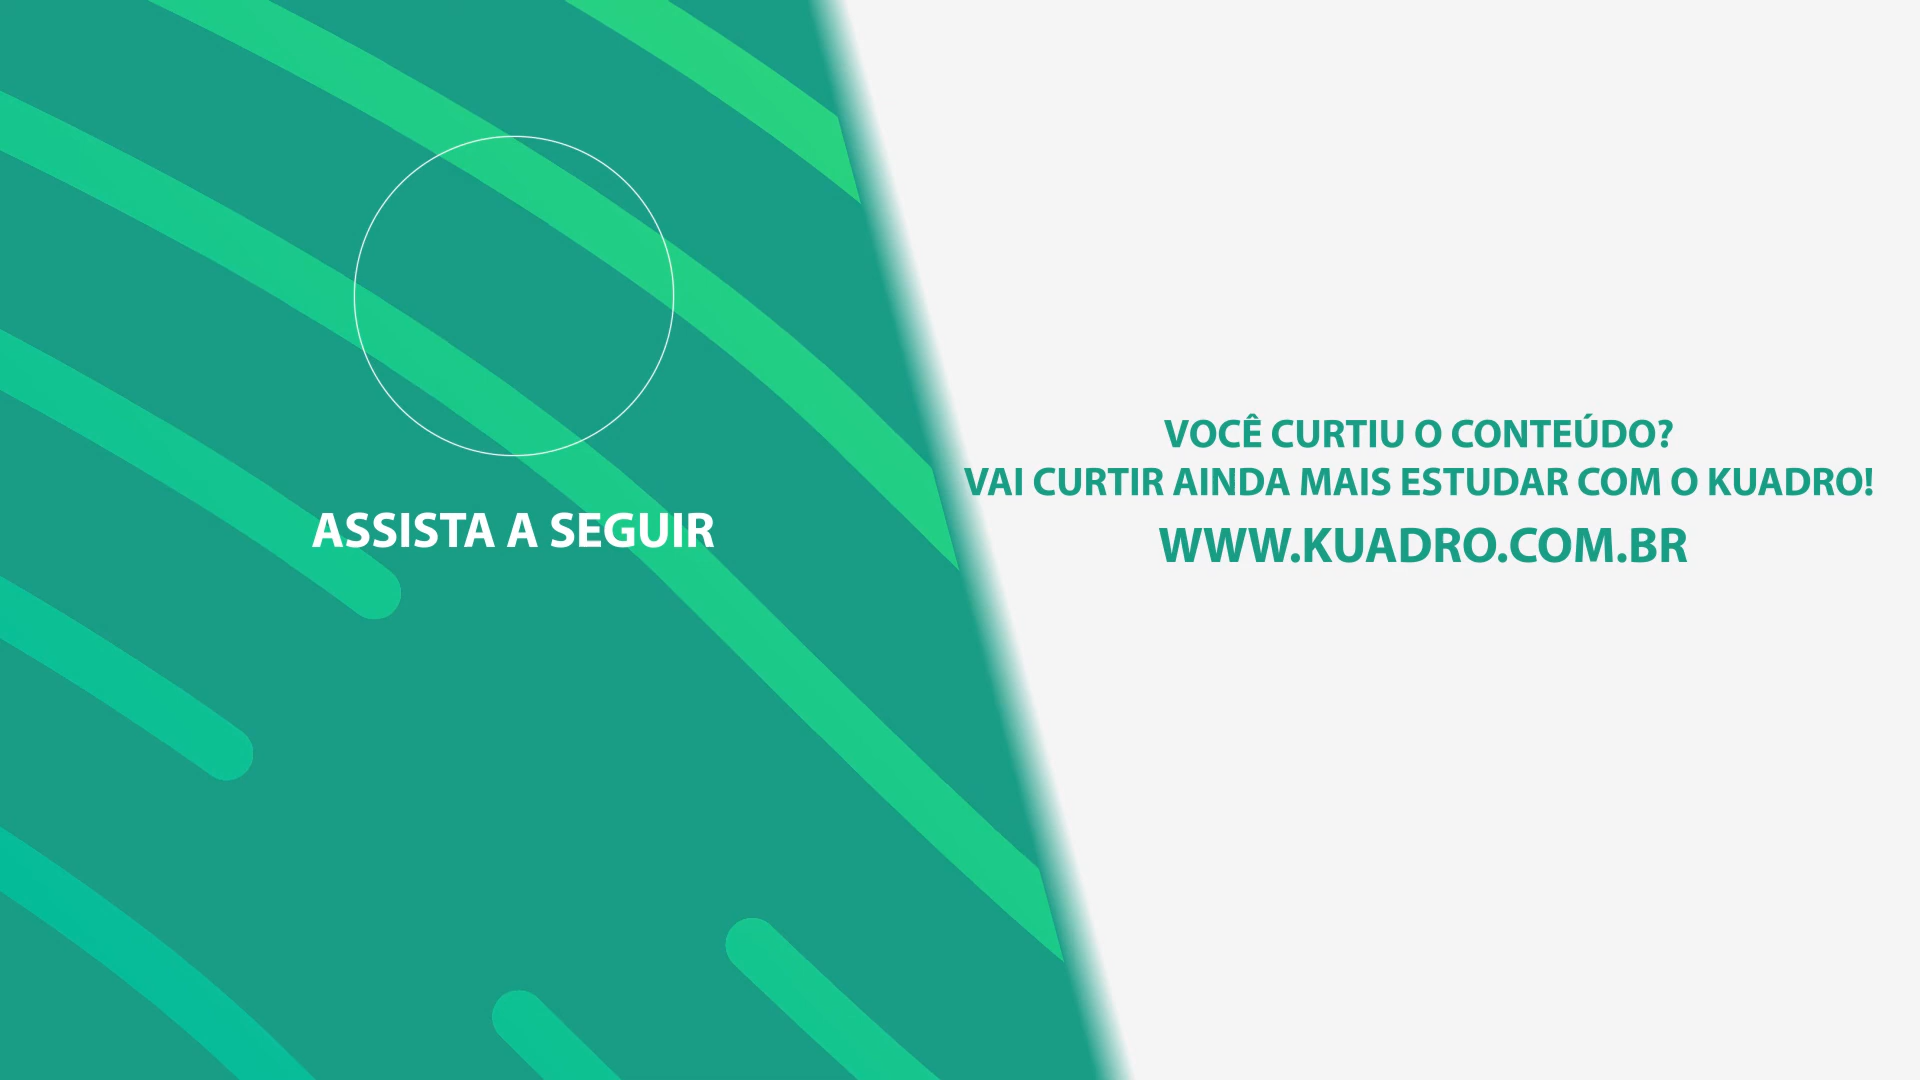 ASSISTA A SEGUIR
VOCÊ CURTIU O CONTEÚDO?
VAI CURTIR AINDA MAIS ESTUDAR COM O KUADRO!
WWW.KUADRO.COM.BR